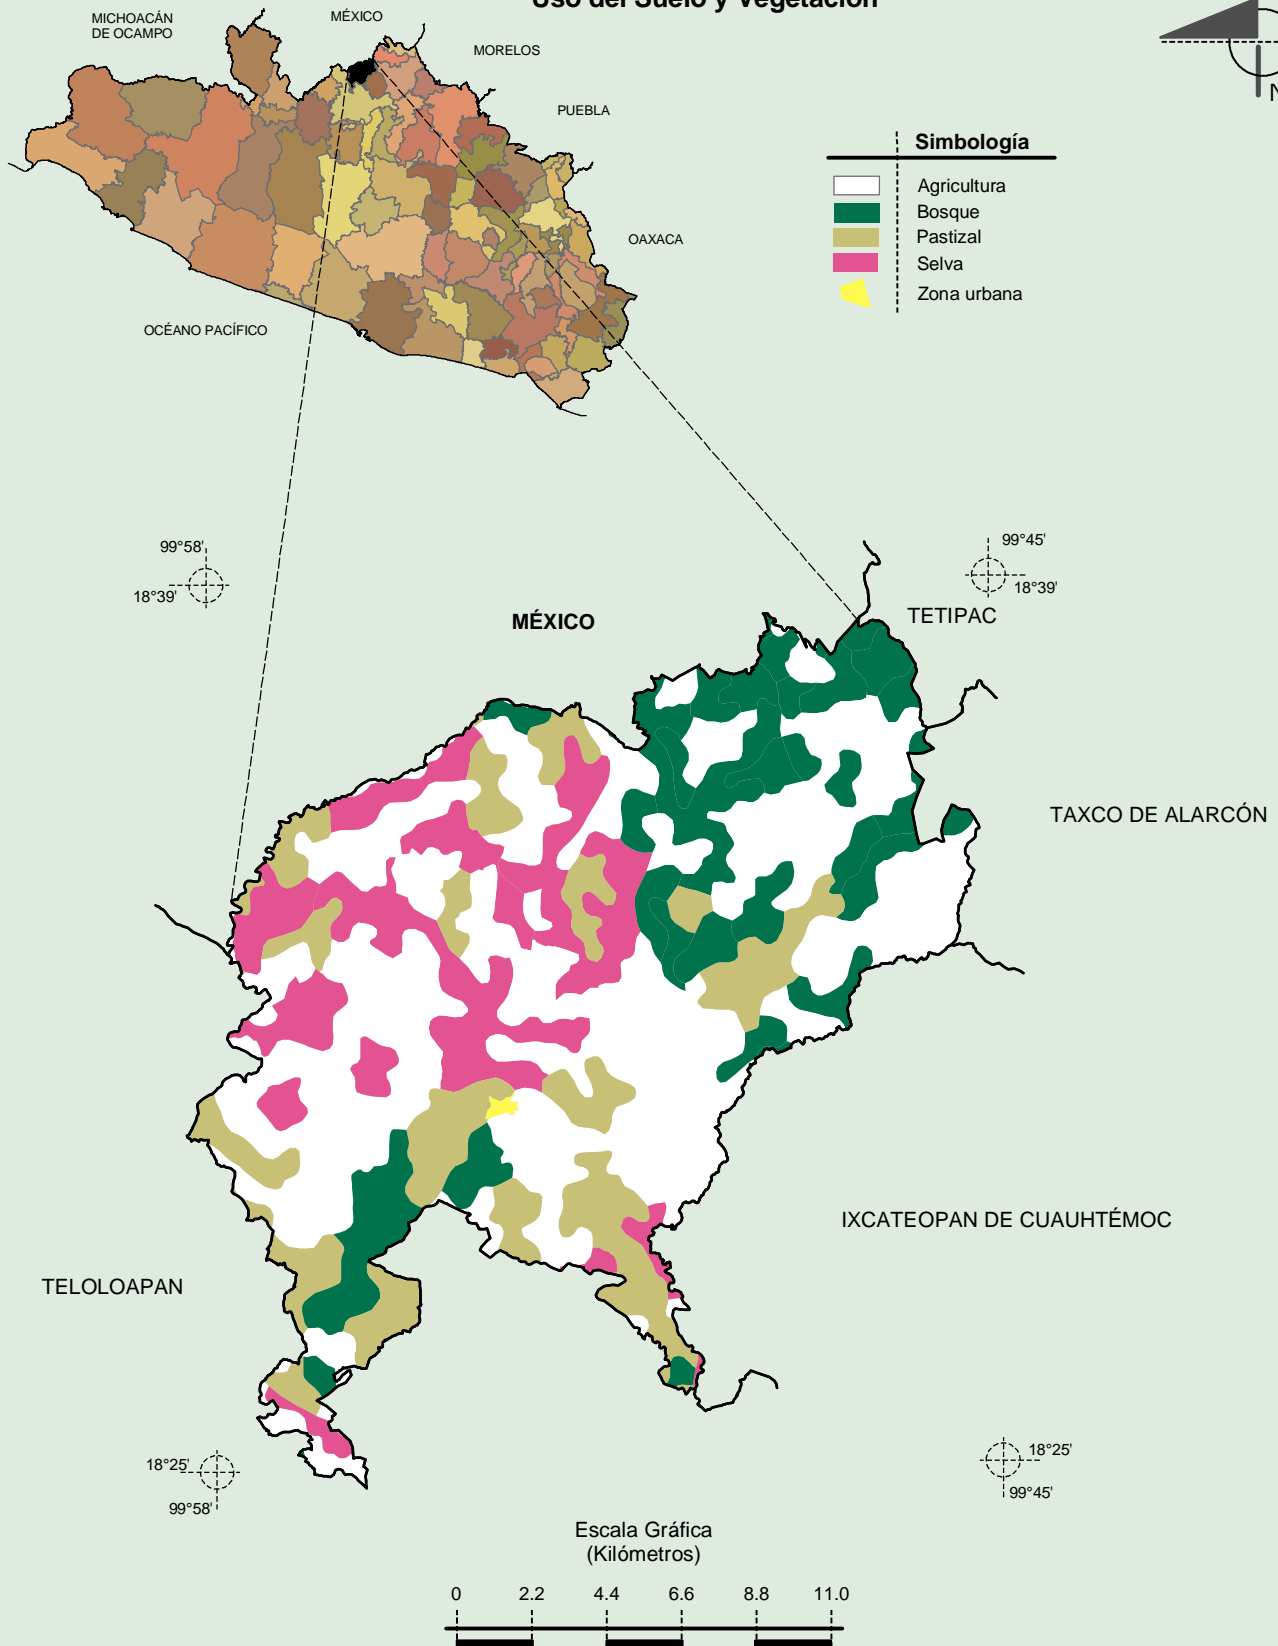 Uso del Suelo y Vegetación
MICHOACÁN
DE OCAMPO
MÉXICO
MORELOS
PUEBLA
OAXACA
OCÉANO PACÍFICO
N
Simbología
Agricultura
Bosque
Pastizal
Selva
Zona urbana
99°58'
18°39'
99°45'
18°39'
MÉXICO
TETIPAC
TAXCO DE ALARCÓN
IXCATEOPAN DE CUAUHTÉMOC
TELOLOAPAN
18°25'
99°58'
18°25'
99°45'
Escala Gráfica
(Kilómetros)
0 2.2 4.4 6.6 8.8 11.0